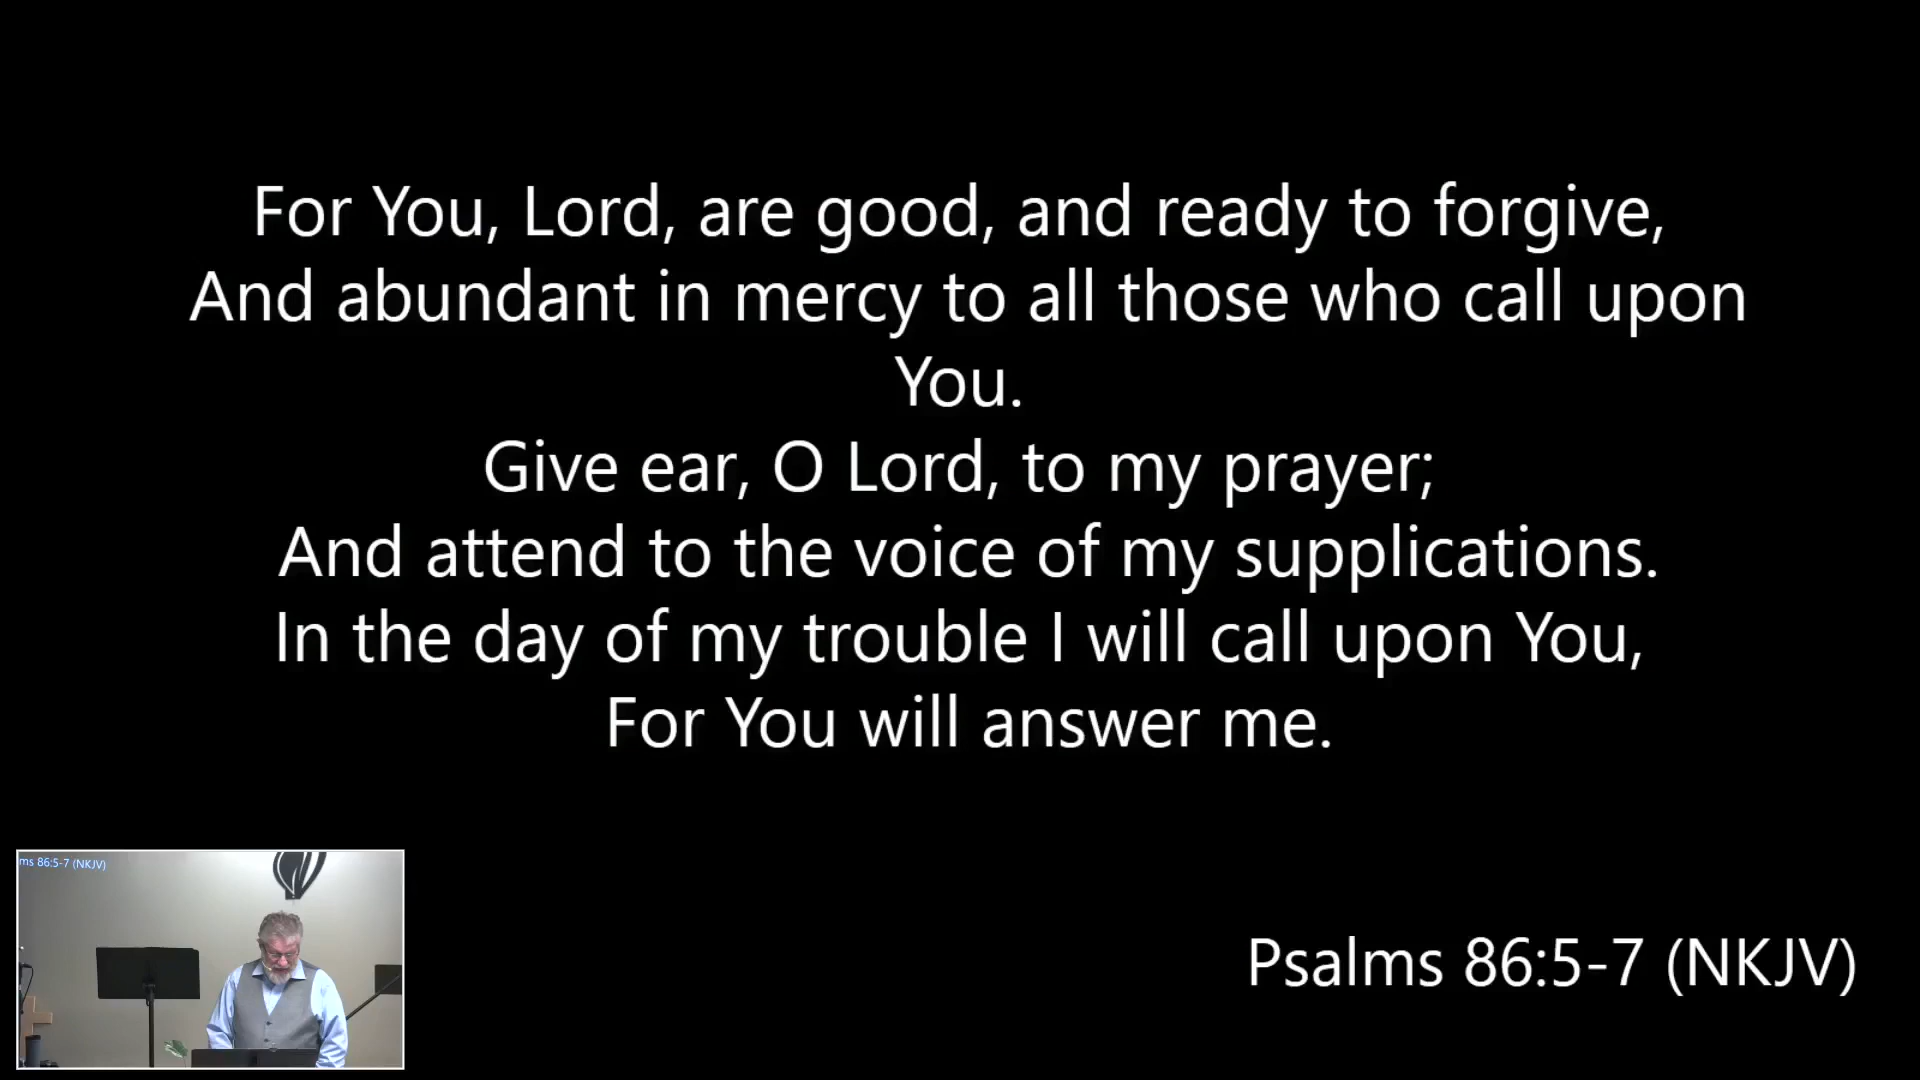 For You, Lord, are good, and ready to forgive,
And abundant in mercy to all those who call upon
You.
Give ear, O Lord, to my prayer;
And attend to the voice of my supplications.
In the day of my trouble I will call upon You,
For You will answer me.
ms 86:5-7 (NKJV)
Psalms 86:5-7 (NKJV)